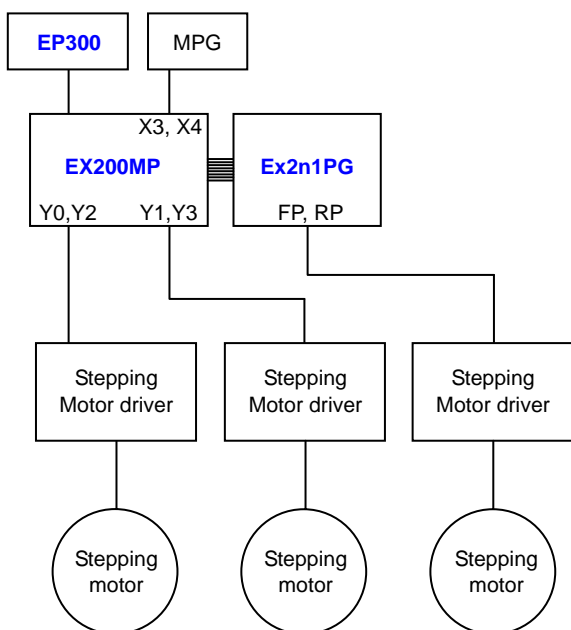 EP300
MPG
X3, X4
EX200MP
Ex2n1PG
Y0,Y2
Y1,Y3
FP, RP
Stepping
Motor driver
Stepping
Motor driver
Stepping
Motor driver
Stepping
motor
Stepping
motor
Stepping
motor